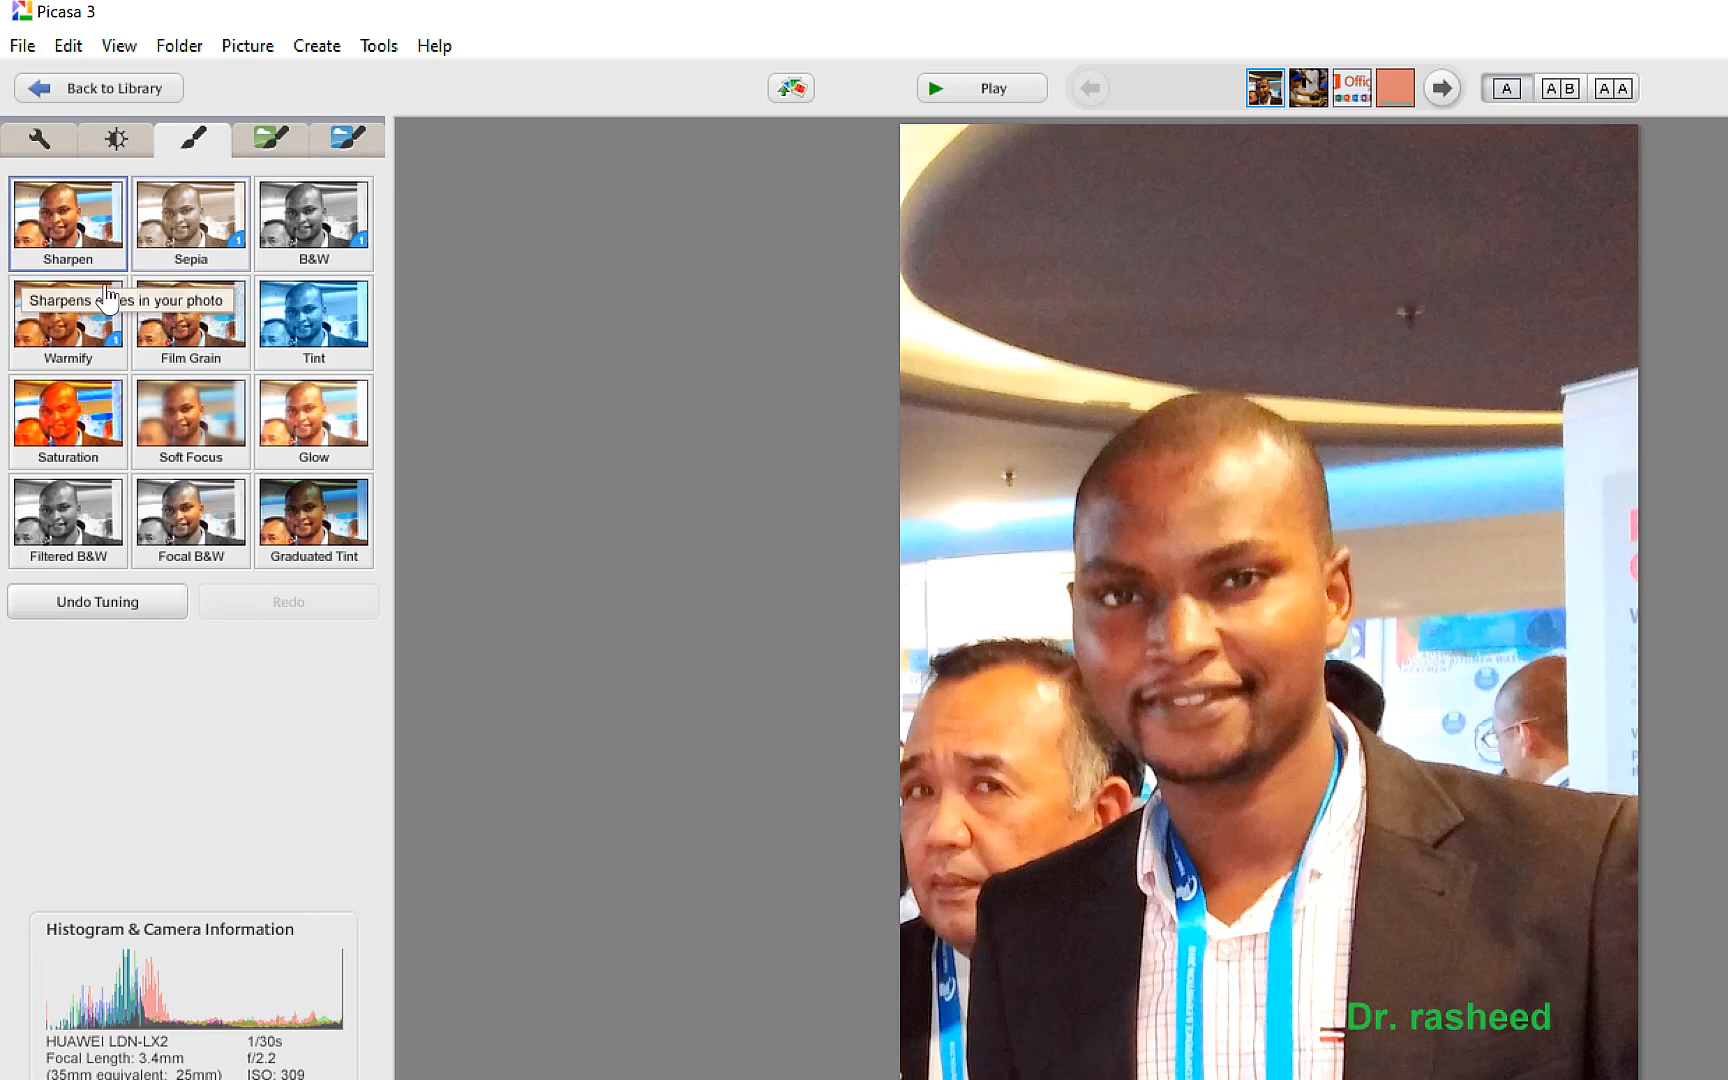 Picasa 3
File Edit View Folder Picture Create Tools Help
Back to Library
Play
Offic
A A B A A
Sharpen Sepia B&W
1 1
Sharpens es in your photo
1
Warmify Film Grain Tint
Saturation Soft Focus Glow
Filtered B&W Focal B&W Graduated Tint
Undo Tuning Redo
Histogram & Camera Information
HUAWEI LDN-LX2 1/30s
Focal Length: 3.4mm f/2.2
(35mm equivalent: 25mm) ISO: 309
Dr. rasheed